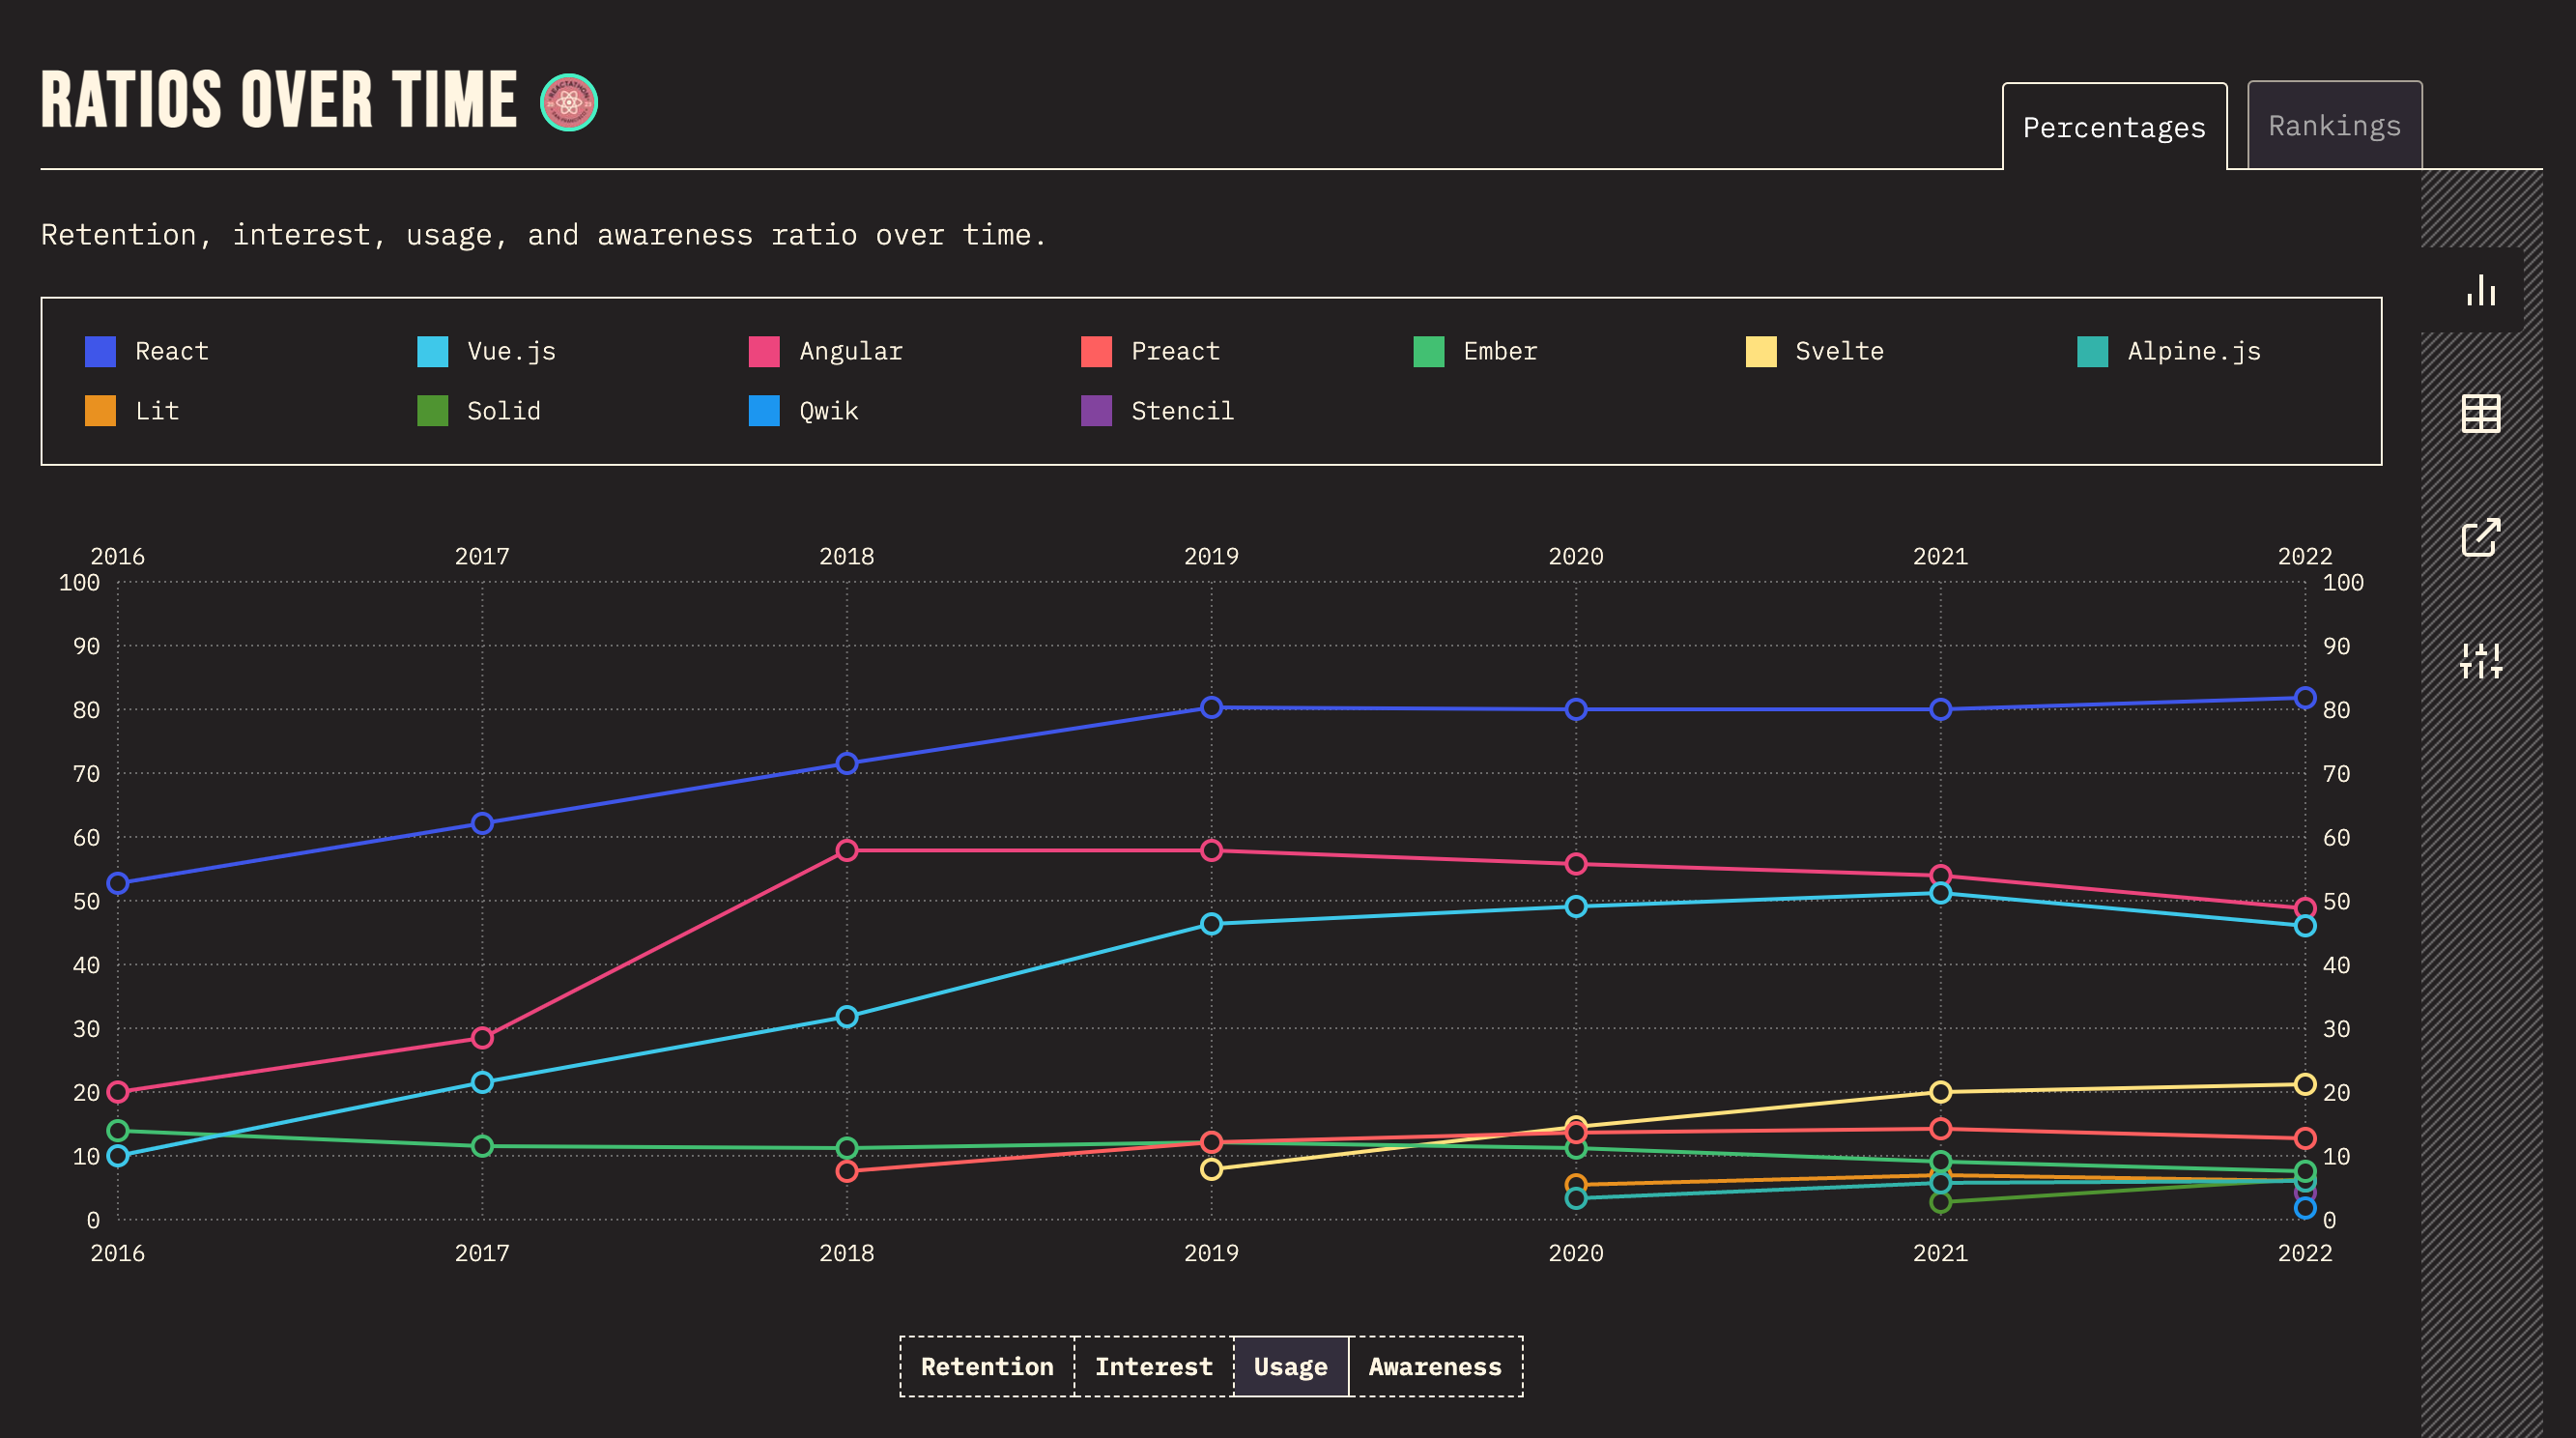 RATIOS OVER TIME
REACTATHON
SAN FRANCISCO
Percentages
Rankings
Retention, interest, usage, and awareness ratio over time.
React Vue.js Angular Preact Ember Svelte Alpine.js
Lit Solid Qwik Stencil
2016 2017 2018 2019 2020 2021 2022
100 100
90 90
80 80
70 70
60 60
50 50
40 40
30 30
20 20
10 10
0 0
2016 2017 2018 2019 2020 2021 2022
Retention Interest Usage Awareness